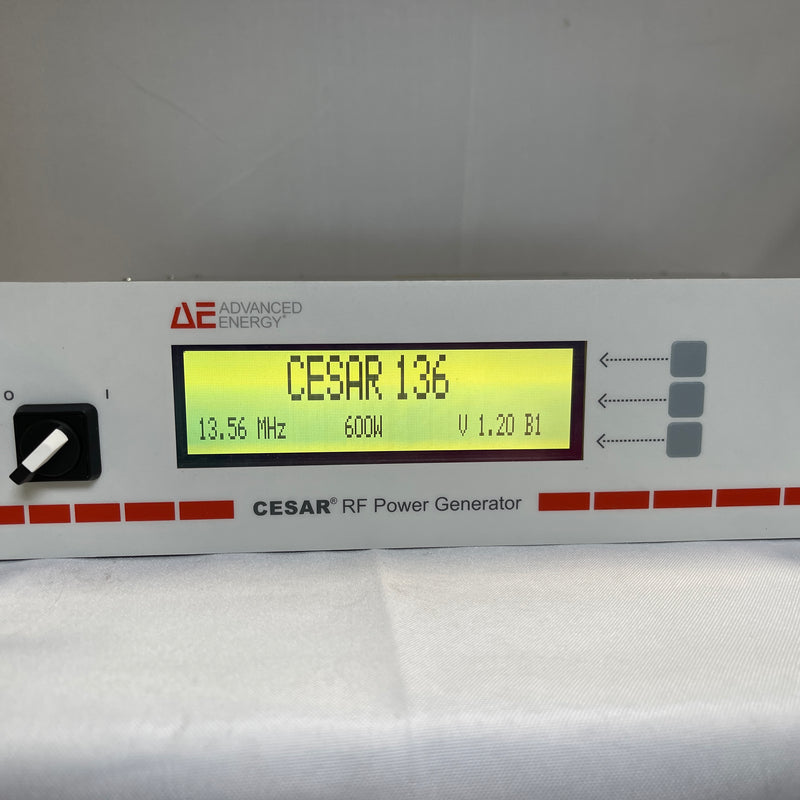 AE ADVANCED
ENERGY®
CESAR 136
13.56 MHz 600W V 1.20 B1
O I
CESAR® RF Power Generator